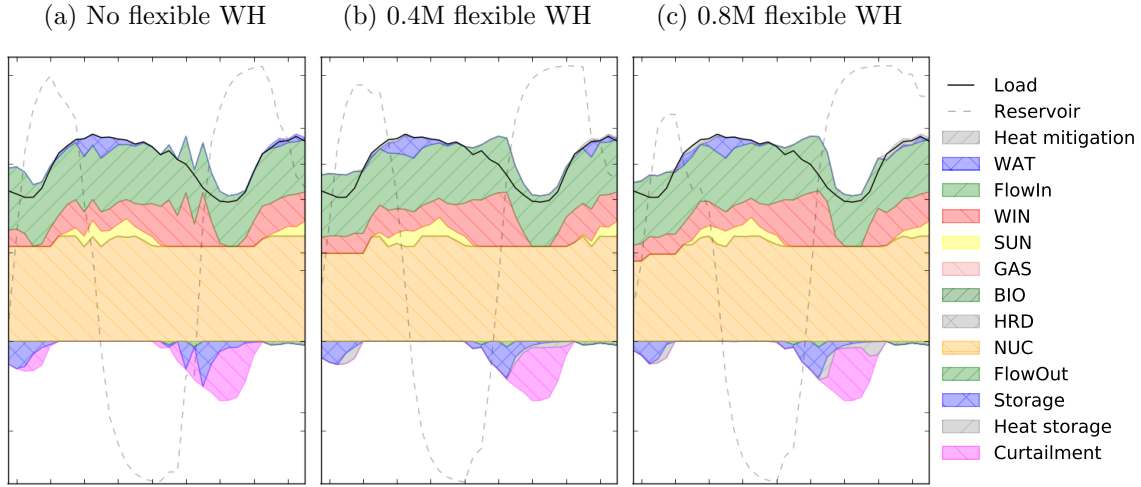 (a) No flexible WH
(b) 0.4M flexible WH
(c) 0.8M flexible WH
Load
Reservoir
Heat mitigation
WAT
FlowIn
WIN
SUN
GAS
BIO
HRD
NUC
FlowOut
Storage
Heat storage
Curtailment